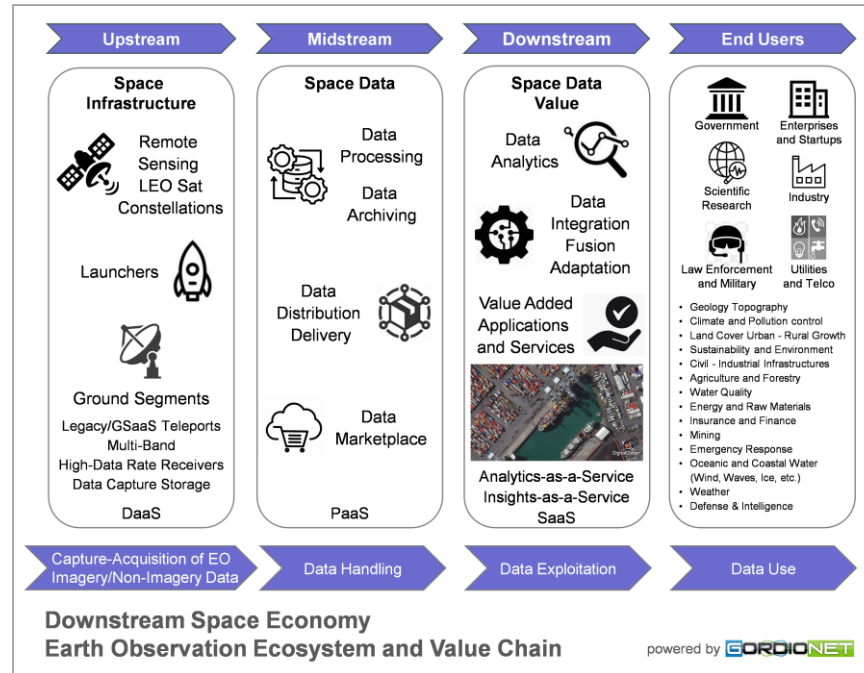 Upstream
Midstream
Downstream
End Users
Space
Infrastructure
Remote
Sensing
LEO Sat
Constellations
Launchers
Ground Segments
Legacy/GSaaS Teleports
Multi-Band
High-Data Rate Receivers
Data Capture Storage
DaaS
Space Data
Data
Processing
Data
Archiving
Data
Distribution
Delivery
Data
Marketplace
PaaS
Space Data
Value
Data
Analytics
Data
Integration
Fusion
Adaptation
Value Added
Applications
and Services
DigitalGlobe
Analytics-as-a-Service
Insights-as-a-Service
SaaS
Government
Enterprises
and Startups
Scientific
Research
Industry
Law Enforcement
and Military
Utilities
and Telco
• Geology Topography
• Climate and Pollution control
• Land Cover Urban - Rural Growth
• Sustainability and Environment
• Civil - Industrial Infrastructures
• Agriculture and Forestry
• Water Quality
• Energy and Raw Materials
• Insurance and Finance
• Mining
• Emergency Response
• Oceanic and Coastal Water
(Wind, Waves, Ice, etc.)
• Weather
• Defense & Intelligence
Capture-Acquisition of EO
Imagery/Non-Imagery Data
Data Handling
Data Exploitation
Data Use
Downstream Space Economy
Earth Observation Ecosystem and Value Chain
powered by GORDIONET